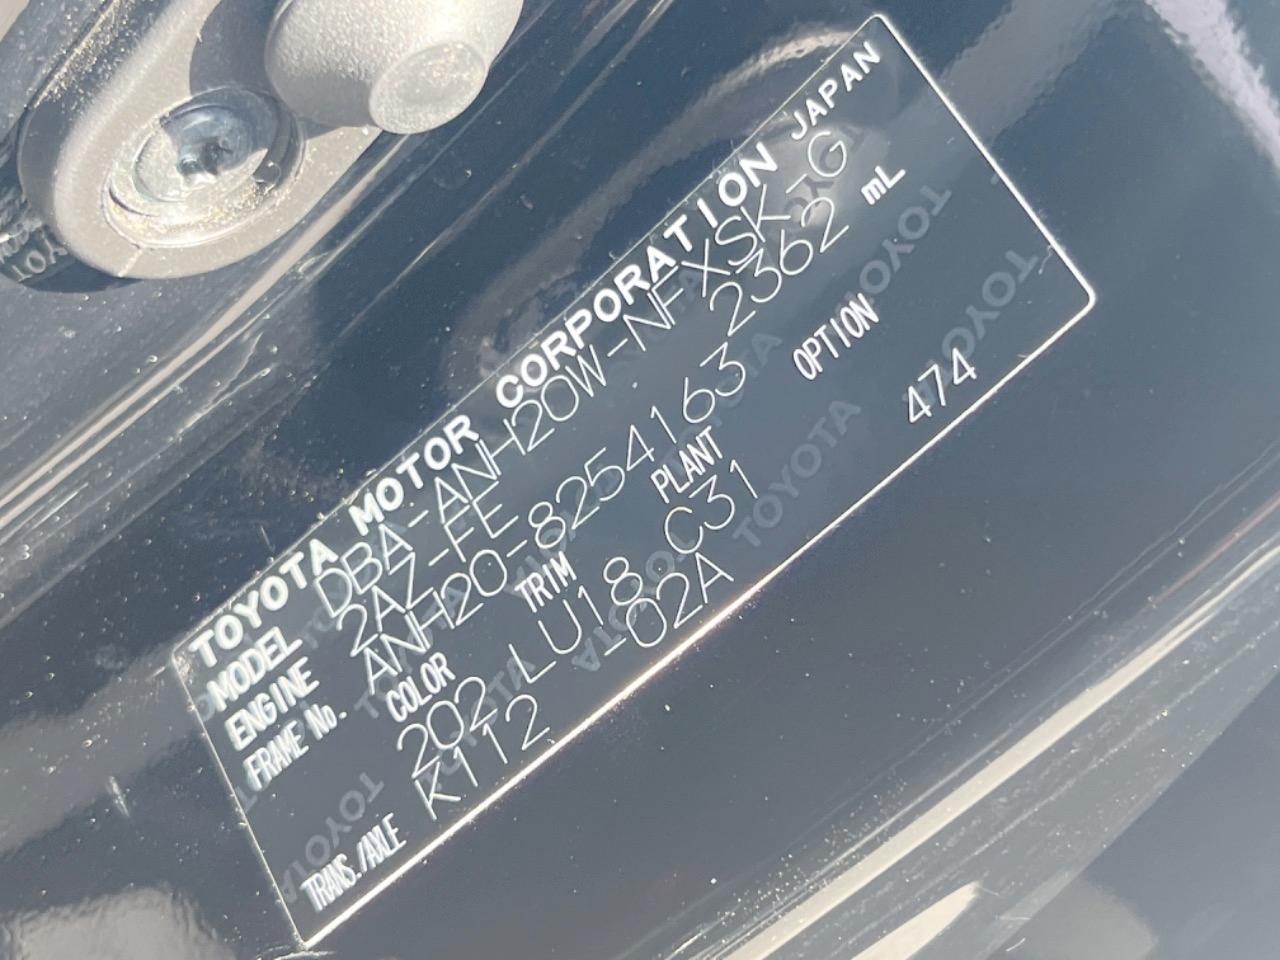 TOYOTA MOTOR CORPORATION JAPAN
MODEL DBA-ANH20W-NFXSK-G
ENGINE 2AZ-FE 2362 mL
FRAME No. ANH20-8254163
COLOR TRIM PLANT OPTION
202 LU18 C31 474
TRANS./AXLE K112 -02A